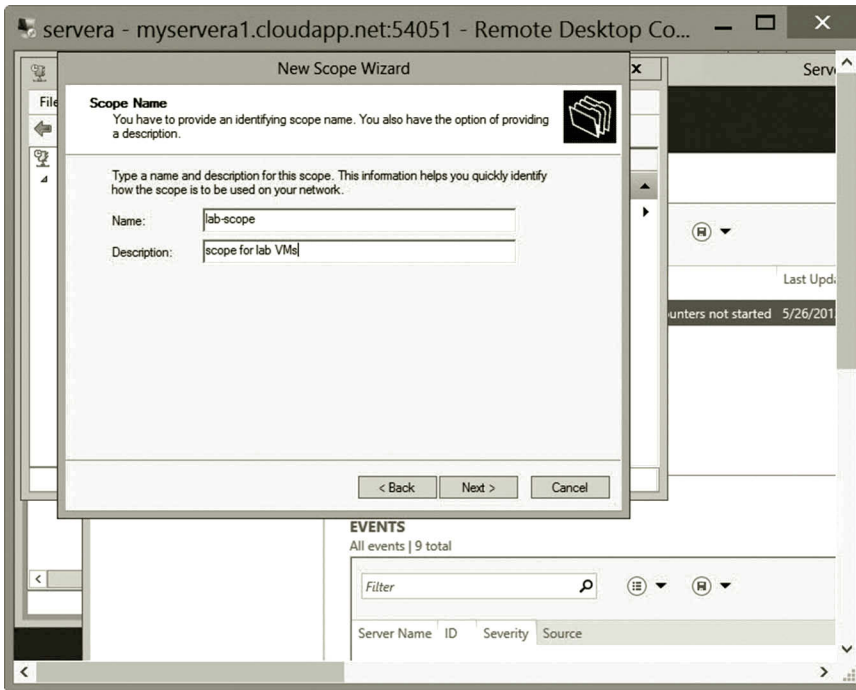 servera - myservera1.cloudapp.net:54051 - Remote Desktop Co...
New Scope Wizard
Serv
File
Scope Name
You have to provide an identifying scope name. You also have the option of providing
a description.
Type a name and description for this scope. This information helps you quickly identify
how the scope is to be used on your network.
Name: lab-scope
Description: scope for lab VMs
Last Upda
unters not started 5/26/201
< Back Next > Cancel
EVENTS
All events | 9 total
Filter
Server Name ID Severity Source